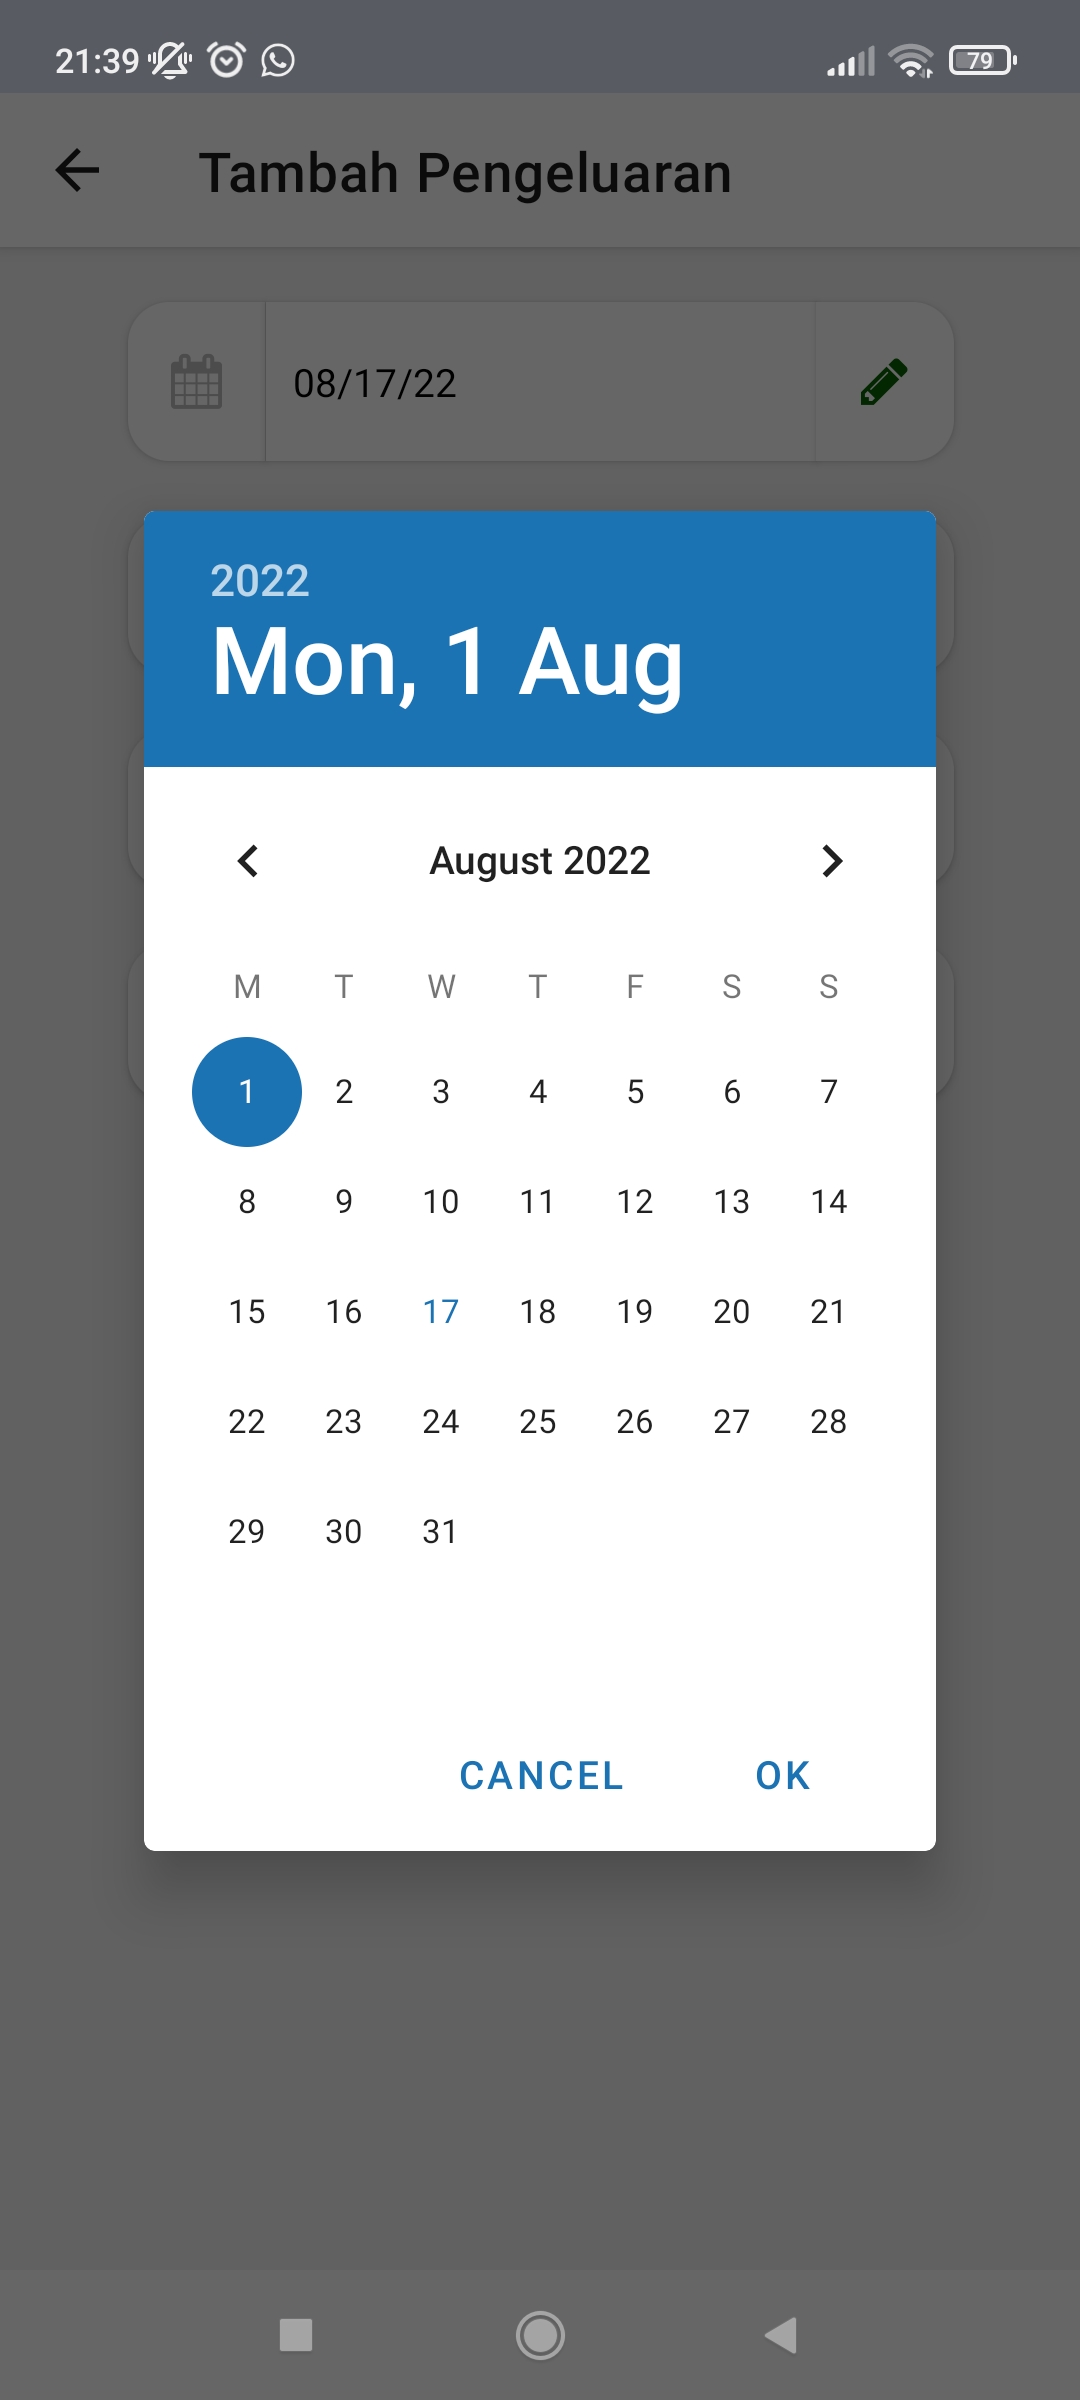 21:39 79
Tambah Pengeluaran
08/17/22
2022
Mon, 1 Aug
August 2022
M T W T F S S
1 2 3 4 5 6 7
8 9 10 11 12 13 14
15 16 17 18 19 20 21
22 23 24 25 26 27 28
29 30 31
CANCEL OK